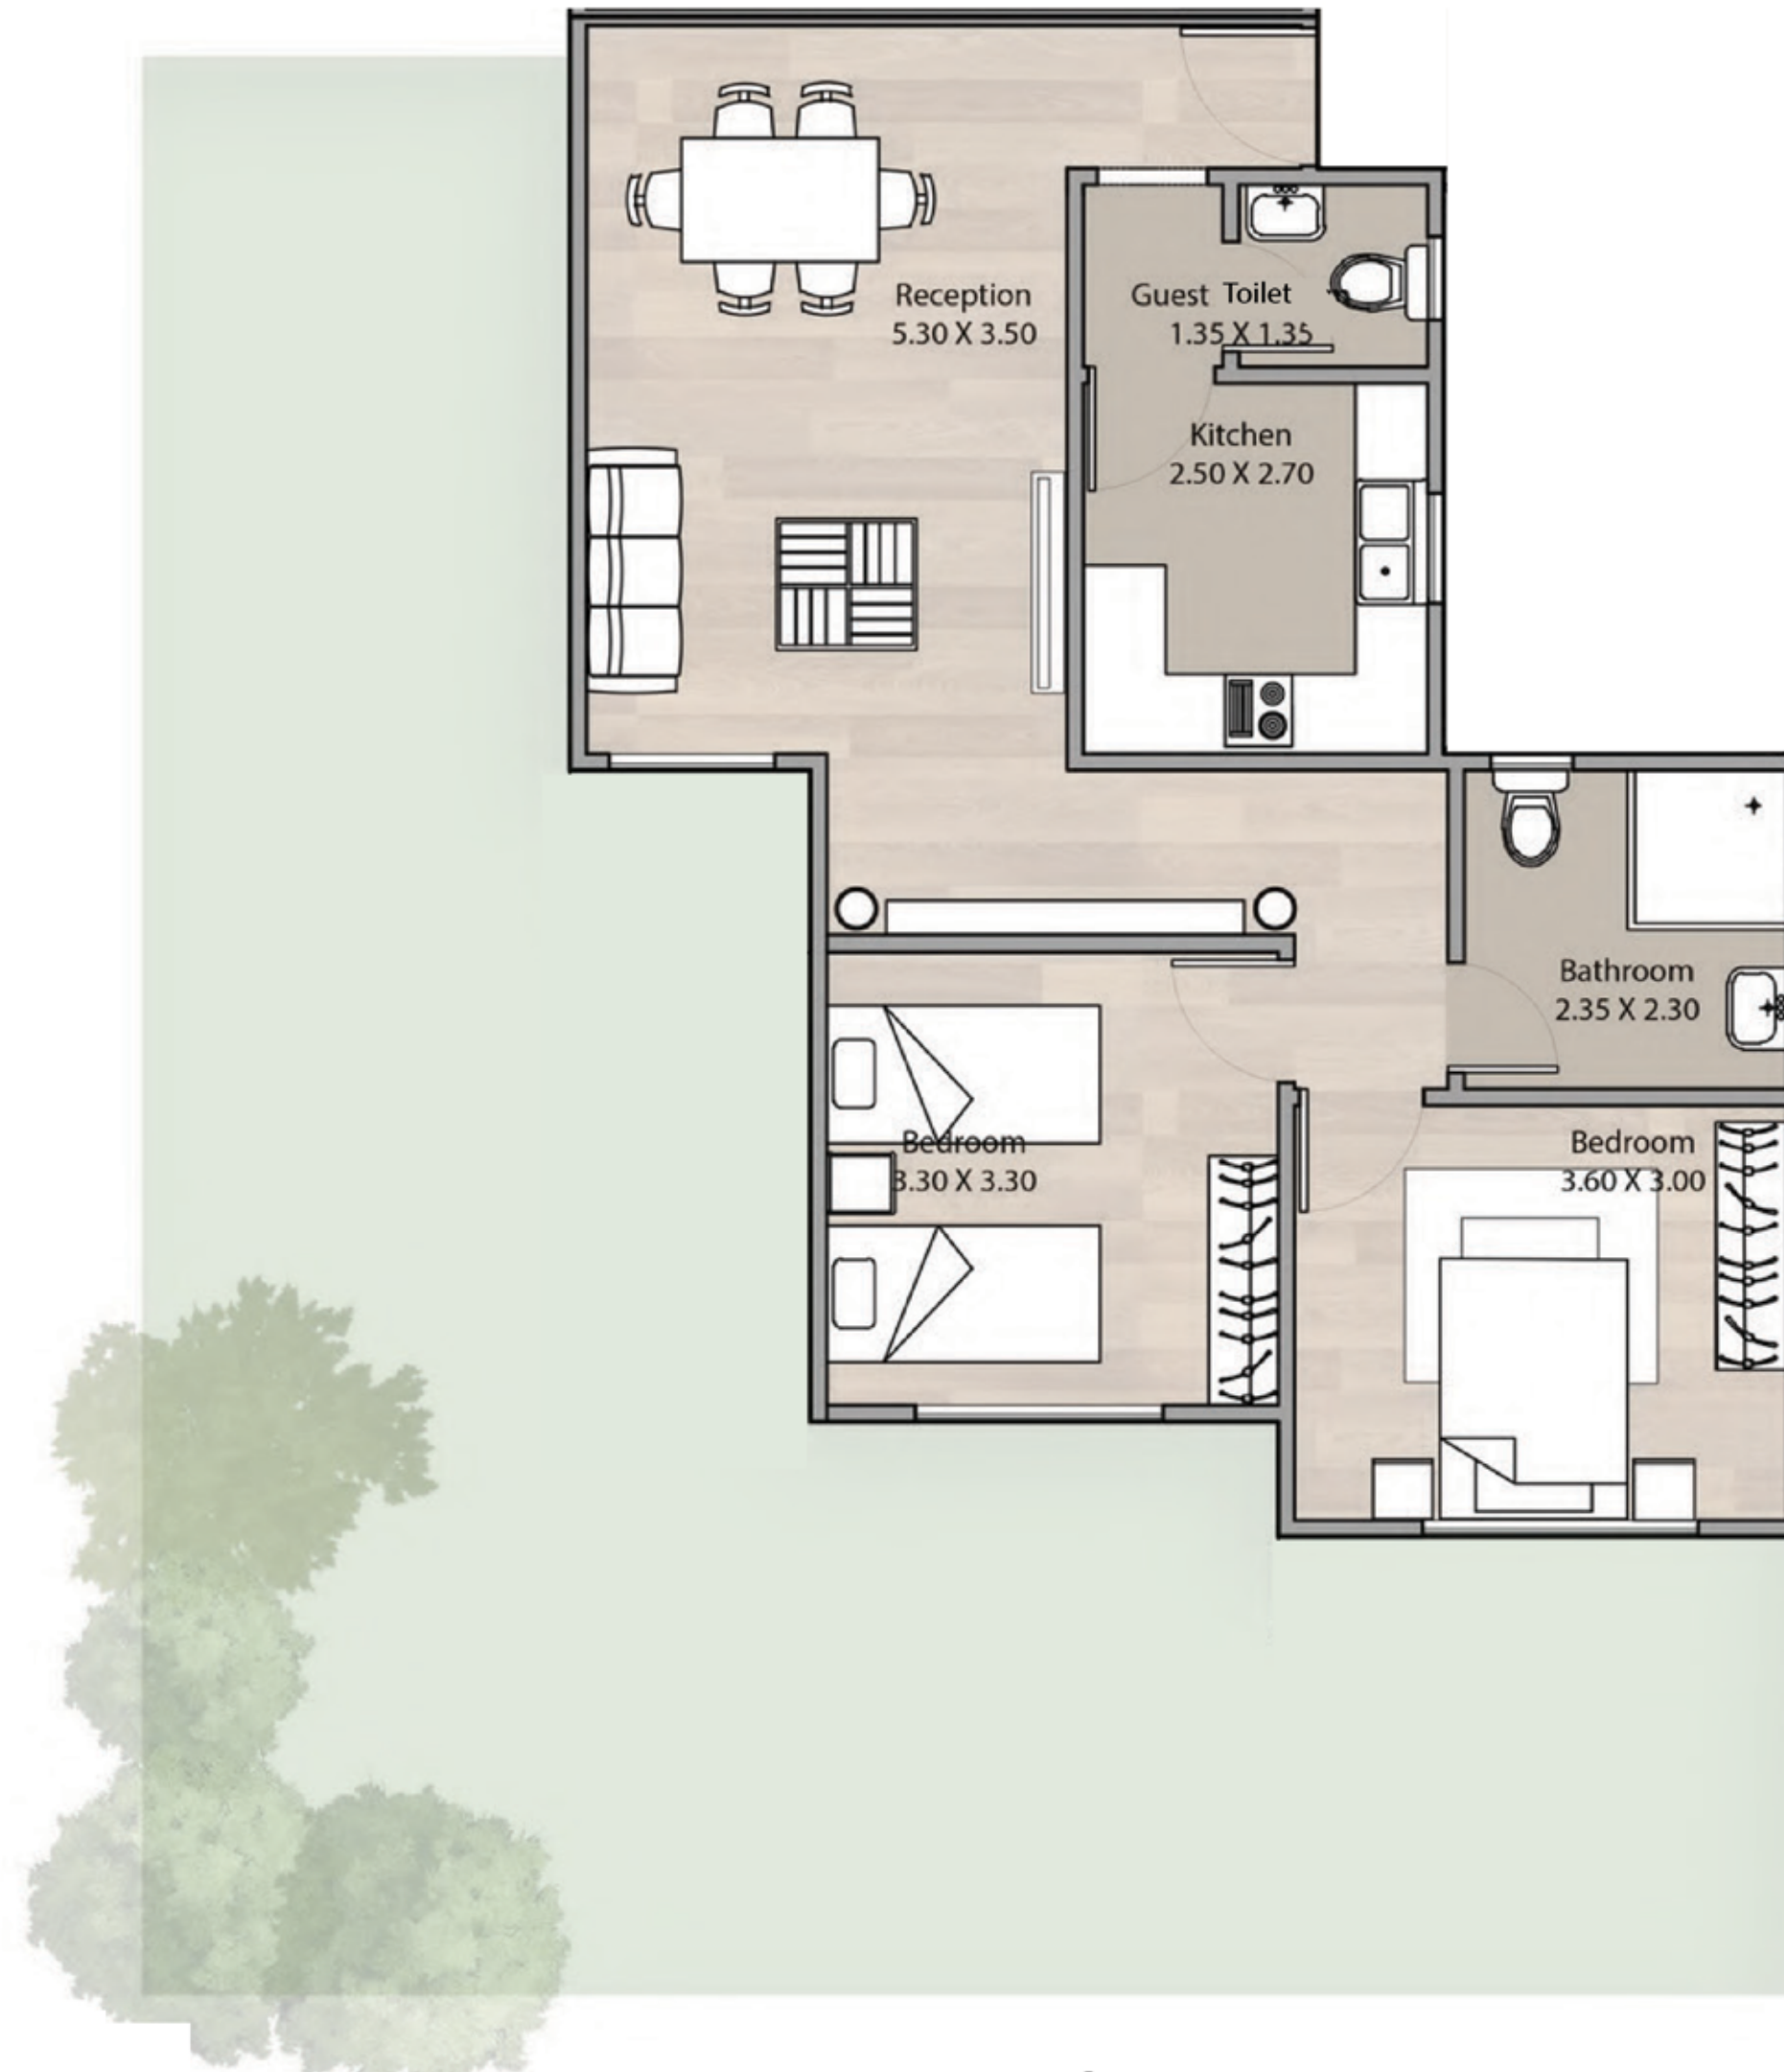 Reception
5.30 X 3.50
Guest Toilet
1.35 X 1.35
Kitchen
2.50 X 2.70
Bathroom
2.35 X 2.30
Bedroom
3.30 X 3.30
Bedroom
3.60 X 3.00